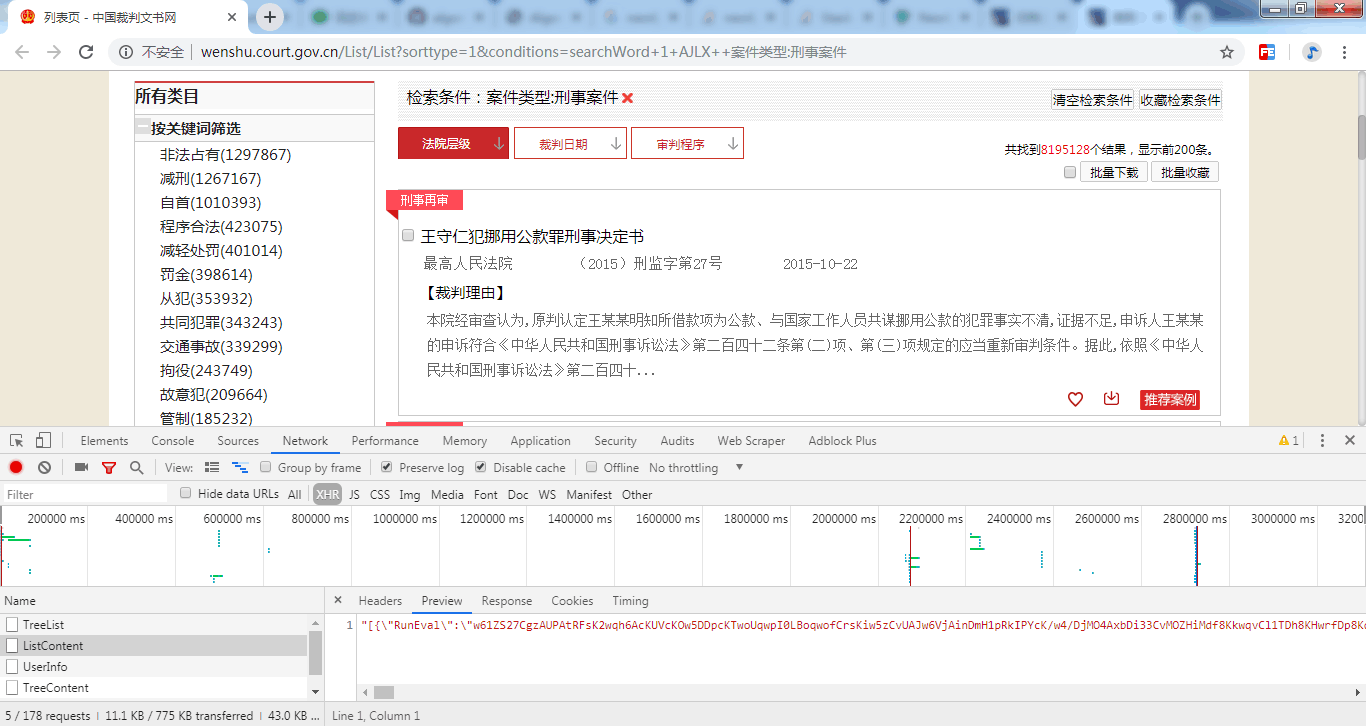 列表页 - 中国裁判文书网
不安全 wenshu.court.gov.cn/List/List?sorttype=1&conditions=searchWord+1+AJLX++案件类型:刑事案件
所有类目
按关键词筛选
非法占有(1297867)
减刑(1267167)
自首(1010393)
程序合法(423075)
减轻处罚(401014)
罚金(398614)
从犯(353932)
共同犯罪(343243)
交通事故(339299)
拘役(243749)
故意犯(209664)
管制(185232)
检索条件：案件类型:刑事案件
清空检索条件 收藏检索条件
法院层级 裁判日期 审判程序
共找到8195128个结果，显示前200条。
批量下载 批量收藏
刑事再审
王守仁犯挪用公款罪刑事决定书
最高人民法院 （2015）刑监字第27号 2015-10-22
【裁判理由】
本院经审查认为,原判认定王某某明知所借款项为公款、与国家工作人员共谋挪用公款的犯罪事实不清,证据不足,申诉人王某某
的申诉符合《中华人民共和国刑事诉讼法》第二百四十二条第(二)项、第(三)项规定的应当重新审判条件。据此,依照《中华人
民共和国刑事诉讼法》第二百四十...
推荐案例
Elements Console Sources Network Performance Memory Application Security Audits Web Scraper Adblock Plus 1
View: Group by frame Preserve log Disable cache Offline No throttling
Filter Hide data URLs All XHR JS CSS Img Media Font Doc WS Manifest Other
200000 ms 400000 ms 600000 ms 800000 ms 1000000 ms 1200000 ms 1400000 ms 1600000 ms 1800000 ms 2000000 ms 2200000 ms 2400000 ms 2600000 ms 2800000 ms 3000000 ms 3200
Name
TreeList
ListContent
UserInfo
TreeContent
Headers Preview Response Cookies Timing
1 "[{\"RunEval\":\"w61ZS27CgzAUPAtRFsK2wqh6AcKUVcKOw5DDpcKTwoUqwpI0LBoqwofCrsKiw5zCvUAJw6VjAinDmH1pRkIPYcK/w4/DjMO4AxbDi33CvMOZHiMdf8KkwqvCl1TDh8KHwrfDp8K
5 / 178 requests 11.1 KB / 775 KB transferred 43.0 KB ...
Line 1, Column 1